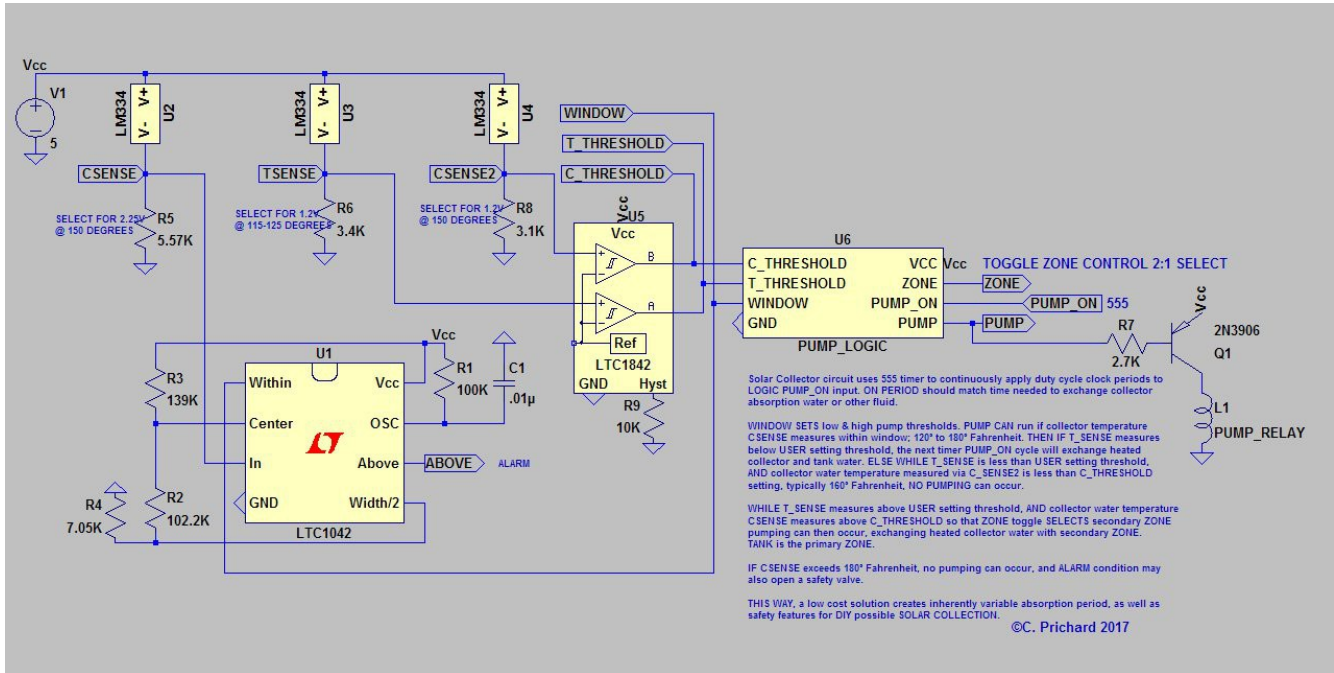 Vcc
V1
5
LM334
V- V+
U2
LM334
V- V+
U3
LM334
V- V+
U4
CSENSE
TSENSE
CSENSE2
WINDOW
T_THRESHOLD
C_THRESHOLD
SELECT FOR 2.25V
@ 150 DEGREES
R5
5.57K
SELECT FOR 1.2V
@ 115-125 DEGREES
R6
3.4K
SELECT FOR 1.2V
@ 150 DEGREES
R8
3.1K
Vcc
U5
Vcc
B
A
Ref
LTC1842
GND
Hyst
R9
10K
U6
C_THRESHOLD
T_THRESHOLD
WINDOW
GND
VCC
ZONE
PUMP_ON
PUMP
PUMP_LOGIC
Vcc
TOGGLE ZONE CONTROL 2:1 SELECT
ZONE
PUMP_ON
555
PUMP
R7
2.7K
Vcc
2N3906
Q1
L1
PUMP_RELAY
R3
139K
R2
102.2K
R4
7.05K
U1
Within
Center
In
GND
Vcc
OSC
Above
Width/2
LTC1042
Vcc
R1
100K
C1
.01µ
ABOVE
ALARM
Solar Collector circuit uses 555 timer to continuously apply duty cycle clock periods to
LOGIC PUMP_ON input. ON PERIOD should match time needed to exchange collector
absorption water or other fluid.
WINDOW SETS low & high pump thresholds. PUMP CAN run if collector temperature
CSENSE measures within window; 120° to 180° Fahrenheit. THEN IF T_SENSE measures
below USER setting threshold, the next timer PUMP_ON cycle will exchange heated
collector and tank water. ELSE WHILE T_SENSE is less than USER setting threshold,
AND collector water temperature measured via C_SENSE2 is less than C_THRESHOLD
setting, typically 160° Fahrenheit, NO PUMPING can occur.
WHILE T_SENSE measures above USER setting threshold, AND collector water temperature
CSENSE measures above C_THRESHOLD so that ZONE toggle SELECTS secondary ZONE
pumping can then occur, exchanging heated collector water with secondary ZONE.
TANK is the primary ZONE.
IF CSENSE exceeds 180° Fahrenheit, no pumping can occur, and ALARM condition may
also open a safety valve.
THIS WAY, a low cost solution creates inherently variable absorption period, as well as
safety features for DIY possible SOLAR COLLECTION.
©C. Prichard 2017